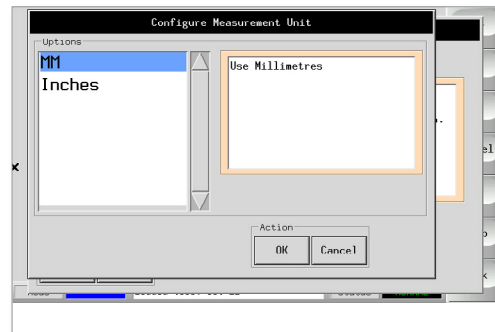 Configure Measurement Unit
Options
MM
Inches
Use Millimetres
Action
OK
Cancel